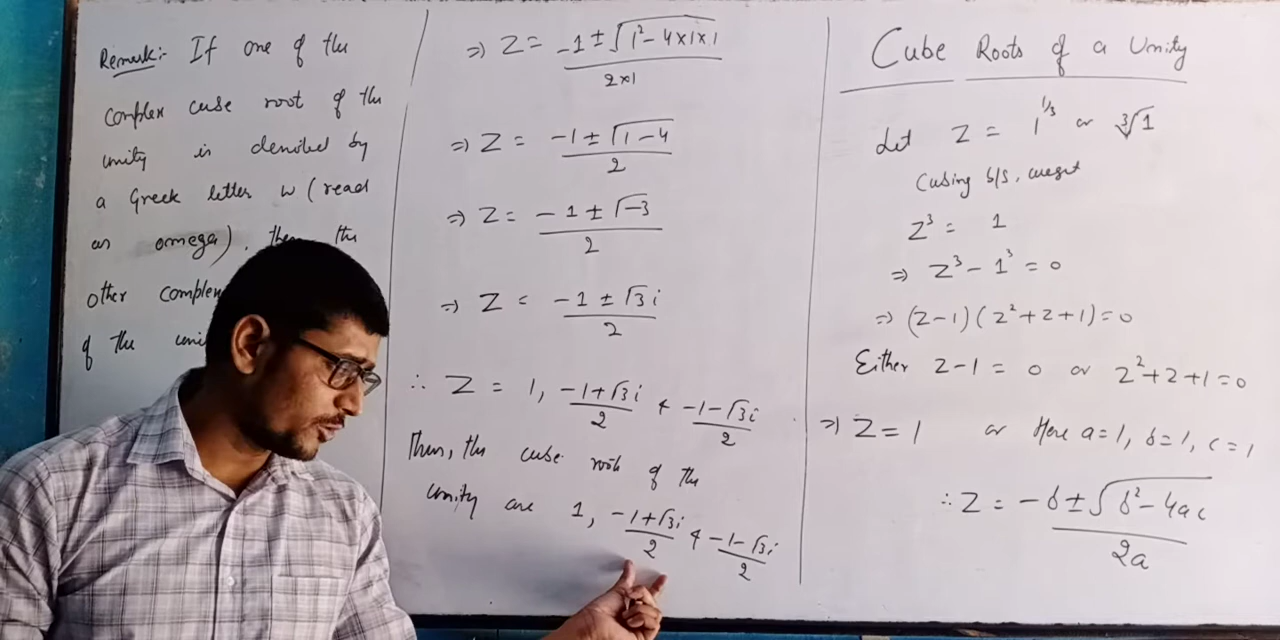 Cube Roots of a Unity
Let Z = 1^1/3 or ∛1
Cubing b/s, we get
Z³ = 1
⇒ Z³ - 1³ = 0
⇒ (Z-1)(Z²+Z+1)=0
Either Z-1 = 0 or Z²+Z+1=0
⇒ Z=1 or Here a=1, b=1, c=1
∴ Z = -b±√b²-4ac / 2a
⇒ Z = -1±√1²-4×1×1 / 2×1
⇒ Z = -1±√1-4 / 2
⇒ Z = -1±√-3 / 2
⇒ Z = -1±√3i / 2
∴ Z = 1, -1+√3i / 2 & -1-√3i / 2
Thus, the cube roots of the
unity are 1, -1+√3i / 2 & -1-√3i / 2
Remark:- If one of the
complex cube root of the
unity is denoted by
a Greek letter w (read
as omega), then the
other complex
of the